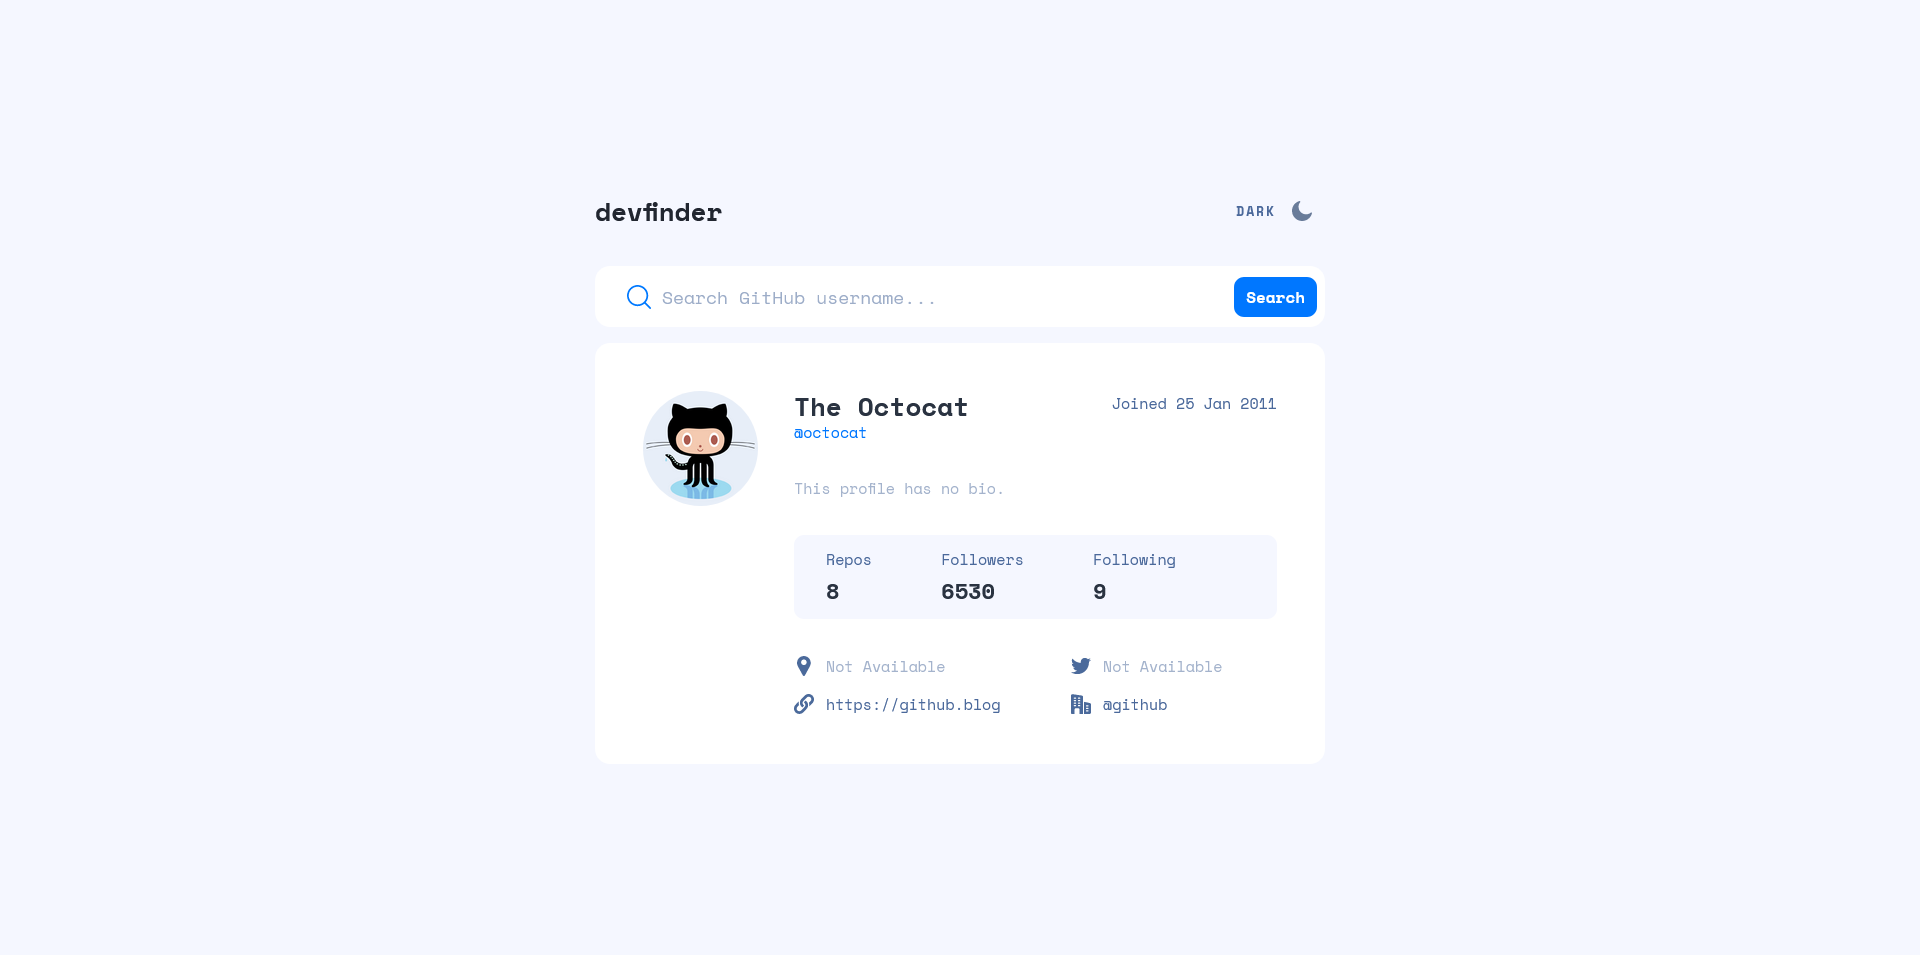 devfinder
DARK
Search GitHub username...
Search
The Octocat
Joined 25 Jan 2011
@octocat
This profile has no bio.
Repos
Followers
Following
8
6530
9
Not Available
Not Available
https://github.blog
@github